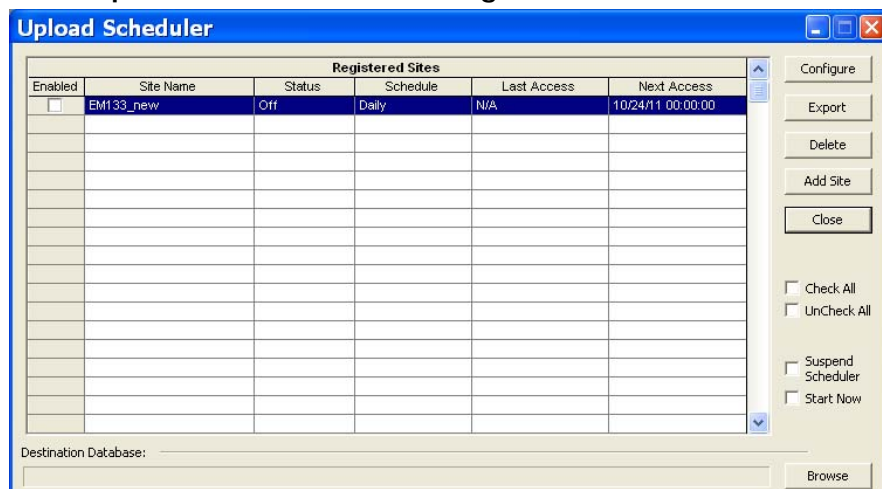 Upload Scheduler
Registered Sites
Enabled Site Name Status Schedule Last Access Next Access
EM133_new Off Daily N/A 10/24/11 00:00:00
Configure
Export
Delete
Add Site
Close
Check All
UnCheck All
Suspend
Scheduler
Start Now
Destination Database:
Browse